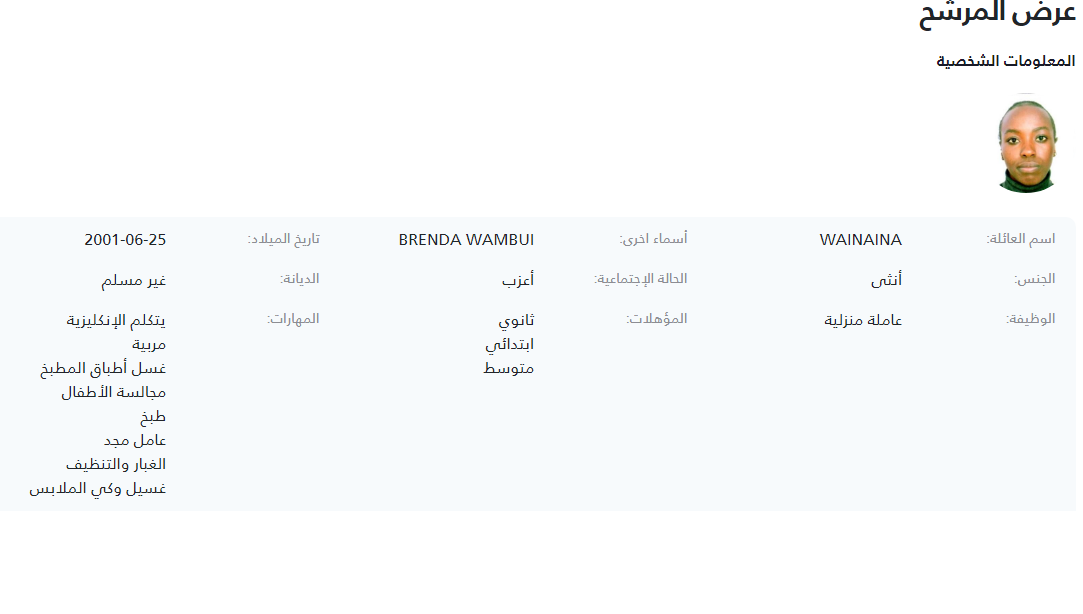 عرض المرشح
المعلومات الشخصية
اسم العائلة: WAINAINA
أسماء اخرى: BRENDA WAMBUI
تاريخ الميلاد: 2001-06-25
الجنس: أنثى
الحالة الإجتماعية: أعزب
الديانة: غير مسلم
الوظيفة: عاملة منزلية
المؤهلات: ثانوي
ابتدائي
متوسط
المهارات: يتكلم الإنكليزية
مربية
غسل أطباق المطبخ
مجالسة الأطفال
طبخ
عامل مجد
الغبار والتنظيف
غسيل وكي الملابس